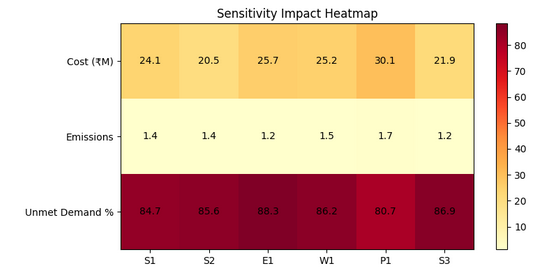 Sensitivity Impact Heatmap
Cost (₹M) 24.1 20.5 25.7 25.2 30.1 21.9
Emissions 1.4 1.4 1.2 1.5 1.7 1.2
Unmet Demand % 84.7 85.6 88.3 86.2 80.7 86.9
S1 S2 E1 W1 P1 S3
80
70
60
50
40
30
20
10